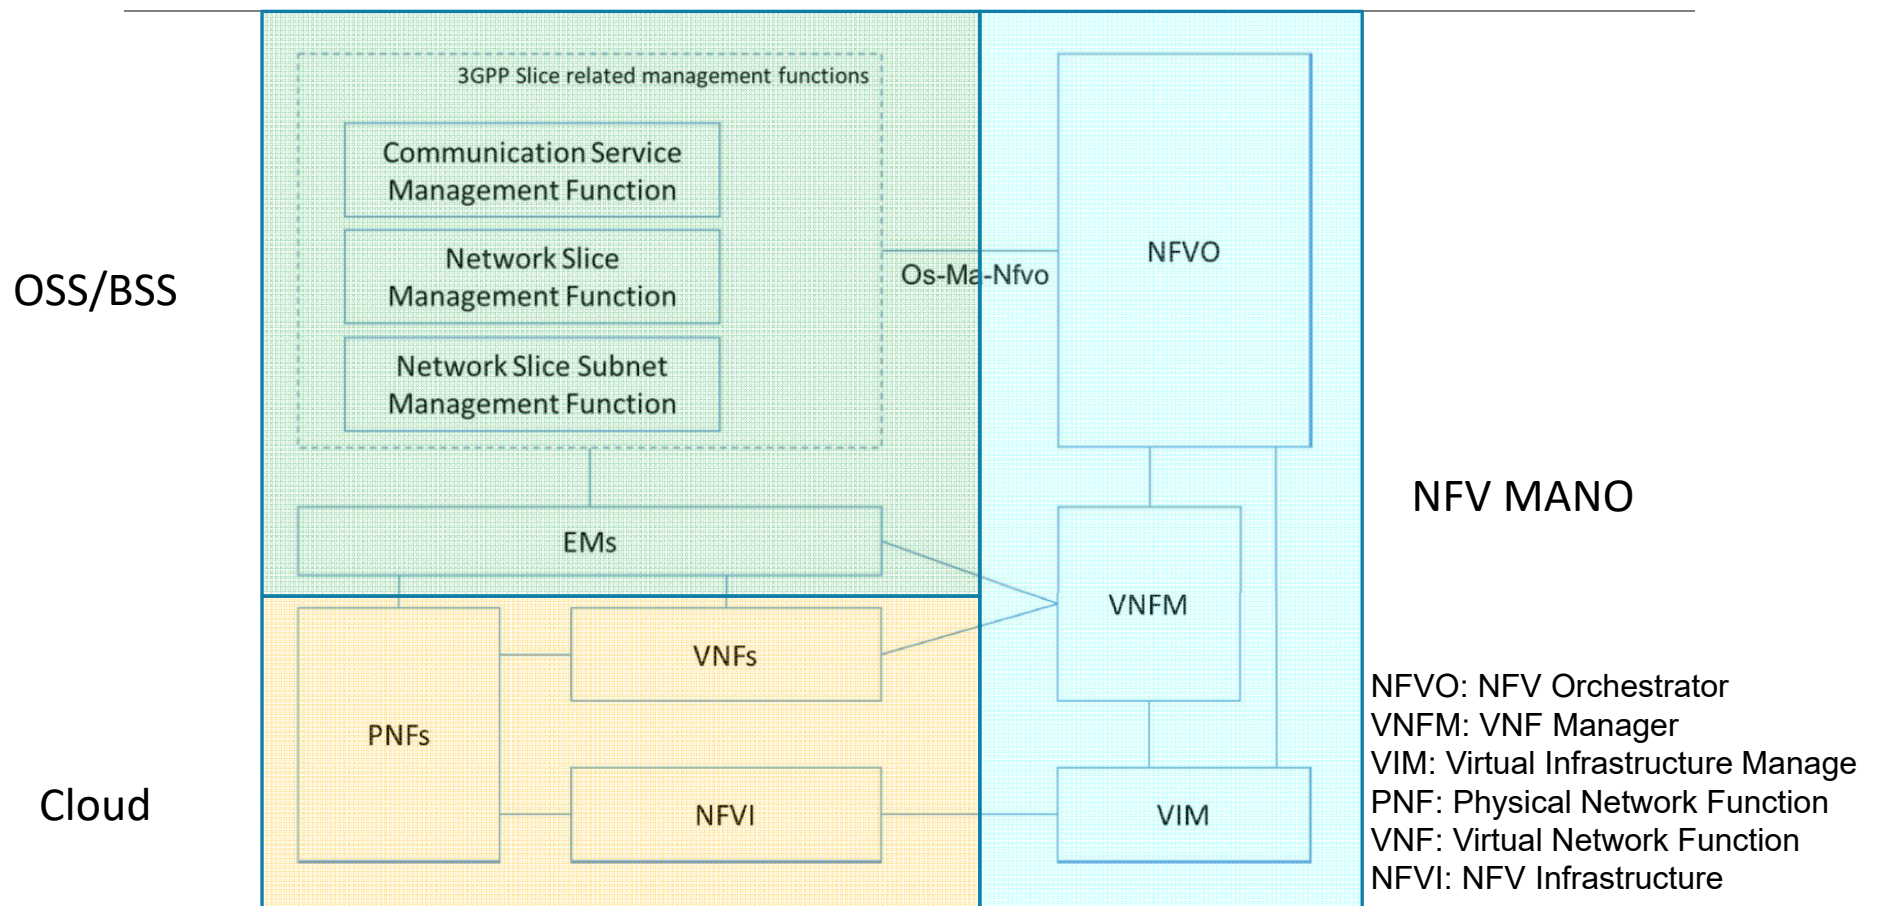 3GPP Slice related management functions
Communication Service
Management Function
Network Slice
Management Function
Network Slice Subnet
Management Function
OSS/BSS
Os-Ma-Nfvo
NFVO
EMs
NFV MANO
VNFM
VNFs
PNFs
NFVI
VIM
Cloud
NFVO: NFV Orchestrator
VNFM: VNF Manager
VIM: Virtual Infrastructure Manage
PNF: Physical Network Function
VNF: Virtual Network Function
NFVI: NFV Infrastructure